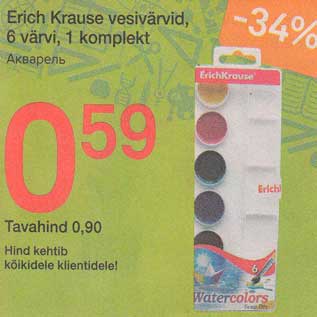 Erich Krause vesivärvid,
6 värvi, 1 komplekt
Акварель
-34%
0 59
Tavahind 0,90
Hind kehtib
kõikidele klientidele!
ErichKrause
Erich
6
Watercolors